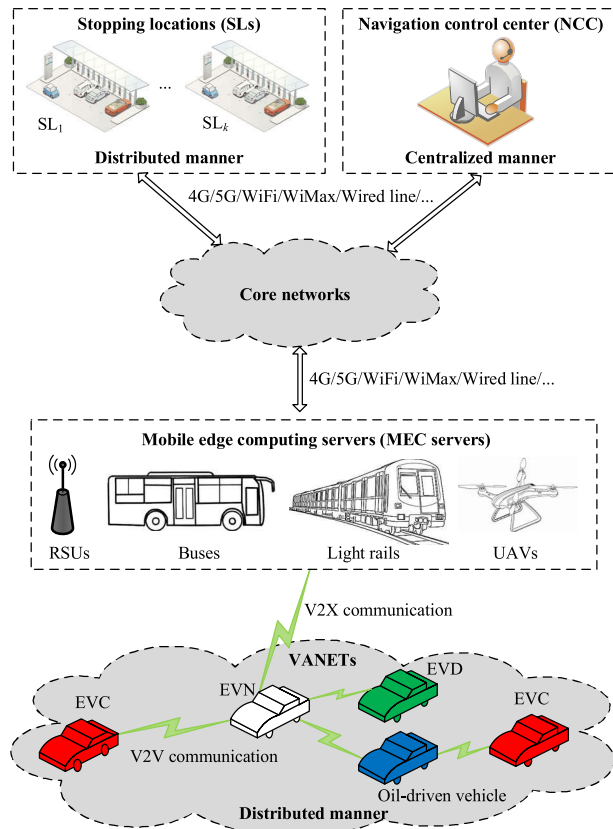 Stopping locations (SLs)
Navigation control center (NCC)
...
SL1
SLk
Distributed manner
Centralized manner
4G/5G/WiFi/WiMax/Wired line/...
Core networks
4G/5G/WiFi/WiMax/Wired line/...
Mobile edge computing servers (MEC servers)
RSUs
Buses
Light rails
UAVs
V2X communication
VANETs
EVD
EVN
EVC
EVC
V2V communication
Oil-driven vehicle
Distributed manner